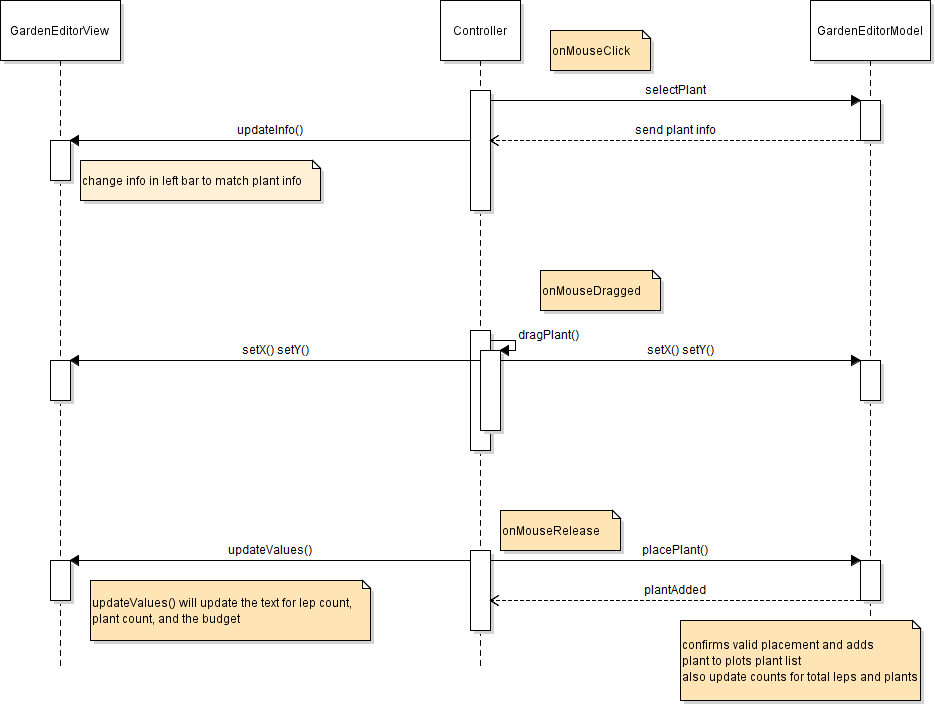 GardenEditorView
Controller
GardenEditorModel
onMouseClick
selectPlant
updateInfo()
send plant info
change info in left bar to match plant info
onMouseDragged
dragPlant()
setX() setY()
setX() setY()
onMouseRelease
updateValues()
placePlant()
plantAdded
updateValues() will update the text for lep count,
plant count, and the budget
confirms valid placement and adds
plant to plots plant list
also update counts for total leps and plants